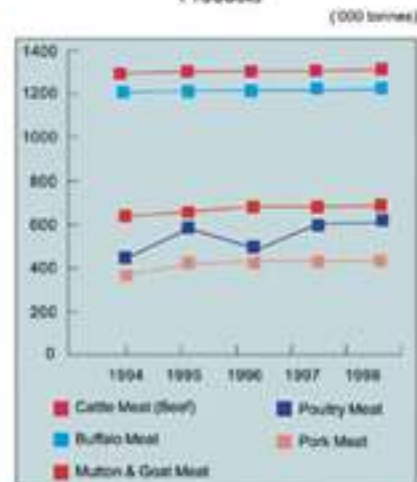 Products
('000 tonnes)
1400
1200
1000
800
600
400
200
0
1994 1995 1996 1997 1998
Cattle Meat (Beef) Poultry Meat
Buffalo Meat Pork Meat
Mutton & Goat Meat